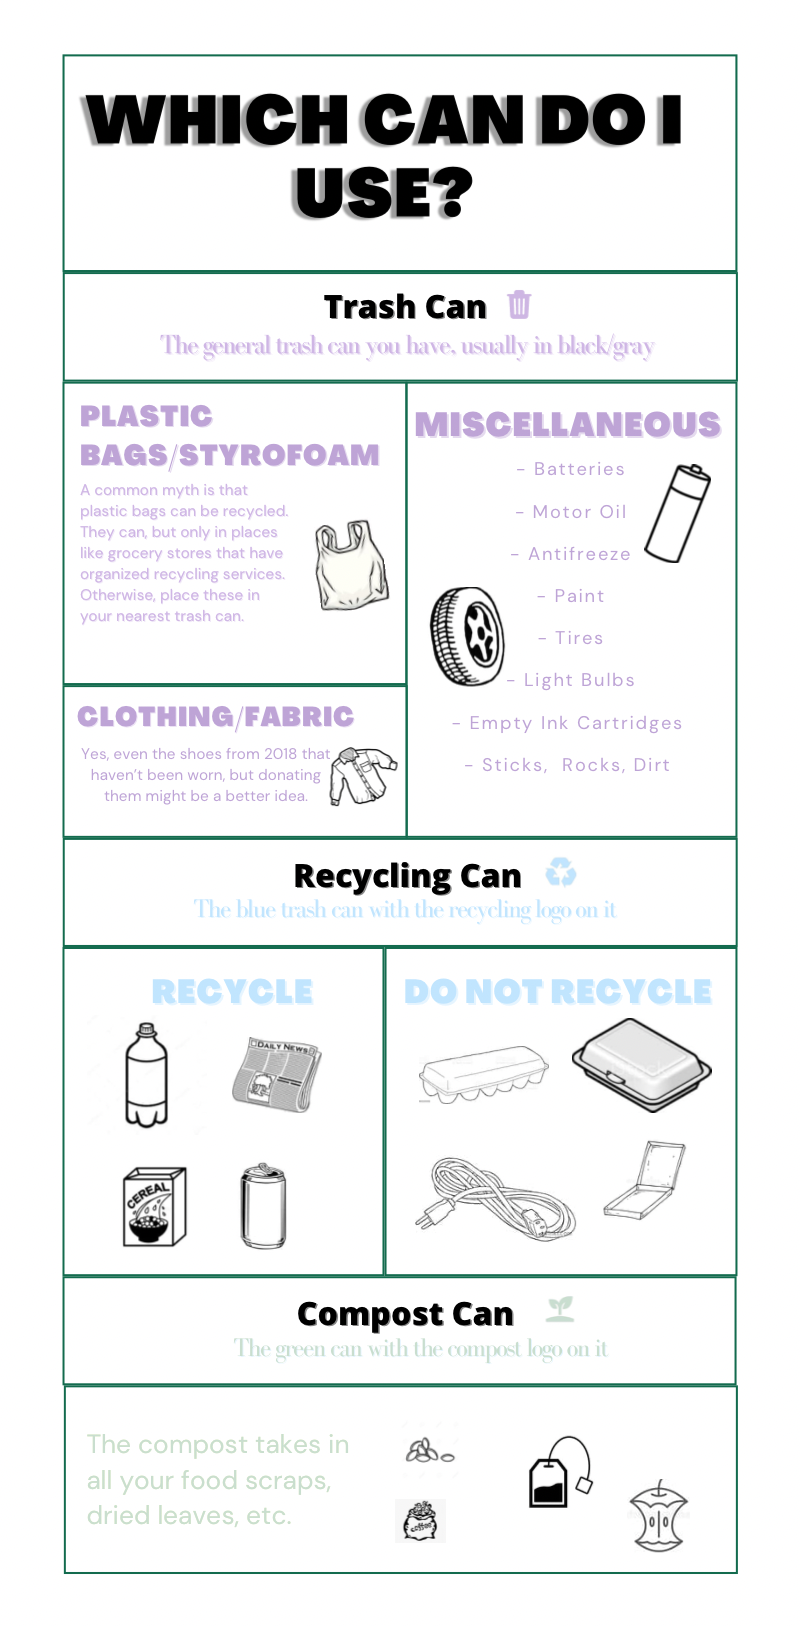 WHICH CAN DO I
USE?
Trash Can
The general trash can you have, usually in black/gray
PLASTIC
BAGS/STYROFOAM
A common myth is that
plastic bags can be recycled.
They can, but only in places
like grocery stores that have
organized recycling services.
Otherwise, place these in
your nearest trash can.
CLOTHING/FABRIC
Yes, even the shoes from 2018 that
haven't been worn, but donating
them might be a better idea.
MISCELLANEOUS
- Batteries
- Motor Oil
- Antifreeze
- Paint
- Tires
- Light Bulbs
- Empty Ink Cartridges
- Sticks,  Rocks, Dirt
Recycling Can
The blue trash can with the recycling logo on it
RECYCLE
DAILY NEWS
CEREAL
DO NOT RECYCLE
Compost Can
The green can with the compost logo on it
The compost takes in
all your food scraps,
dried leaves, etc.
coffee